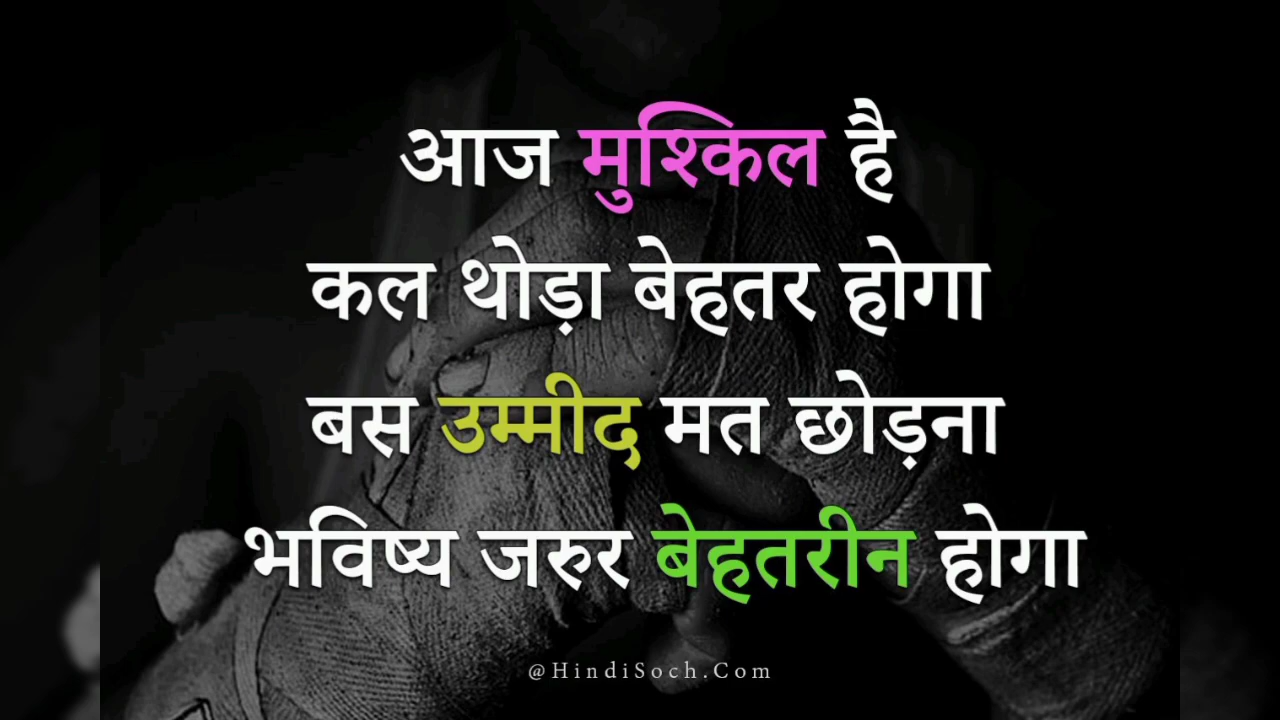 आज मुश्किल है
कल थोड़ा बेहतर होगा
बस उम्मीद मत छोड़ना
भविष्य जरुर बेहतरीन होगा
@HindiSoch.Com